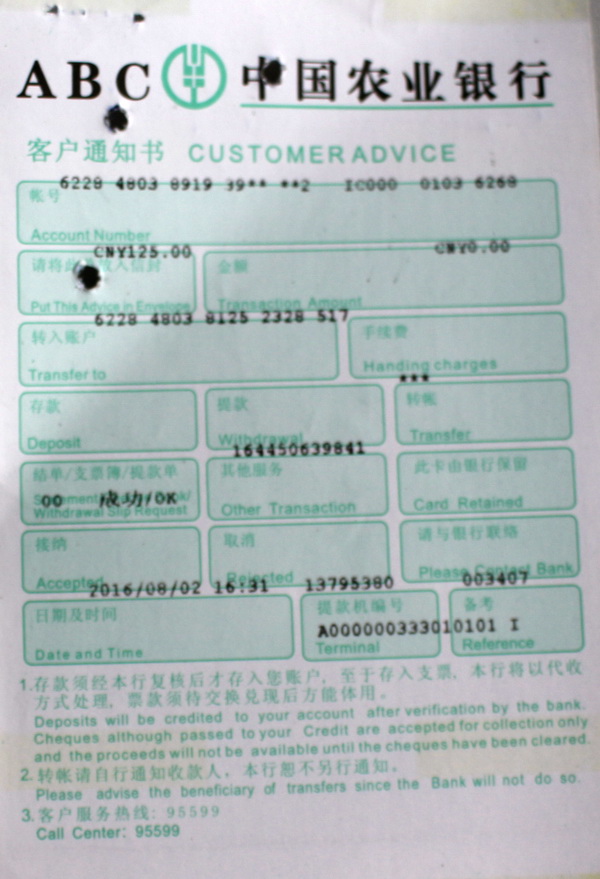 ABC 中国农业银行
客户通知书 CUSTOMER ADVICE
6228 4803 8919 39** **2 IC000 0103 6268
帐号
Account Number
CNY125.00 CNY0.00
请将此 放入信封 金额
Put This Advice in Envelope Transaction Amount
6228 4803 8125 2328 517
转入账户 手续费
Transfer to Handing charges
***
存款 提款 转帐
Deposit Withdrawal Transfer
164450639841
结单/支票簿/提款单 其他服务 此卡由银行保留
00 成功/OK
Withdrawal Slip Request Other Transaction Card Retained
接纳 取消 请与银行联络
Accepted Rejected Please Contact Bank
2016/08/02 16:31 13795380 003407
日期及时间 提款机编号 备考
A000000333010101 I
Date and Time Terminal Reference
1.存款须经本行复核后才存入您账户,至于存入支票,本行将以代收
方式处理,票款须待交换兑现后方能体用。
Deposits will be credited to your account after verification by the bank.
Cheques although passed to your Credit are accepted for collection only
and the proceeds will not be available until the cheques have been cleared.
2.转帐请自行通知收款人,本行恕不另行通知。
Please advise the beneficiary of transfers since the Bank will not do so.
3.客户服务热线: 95599
Call Center: 95599